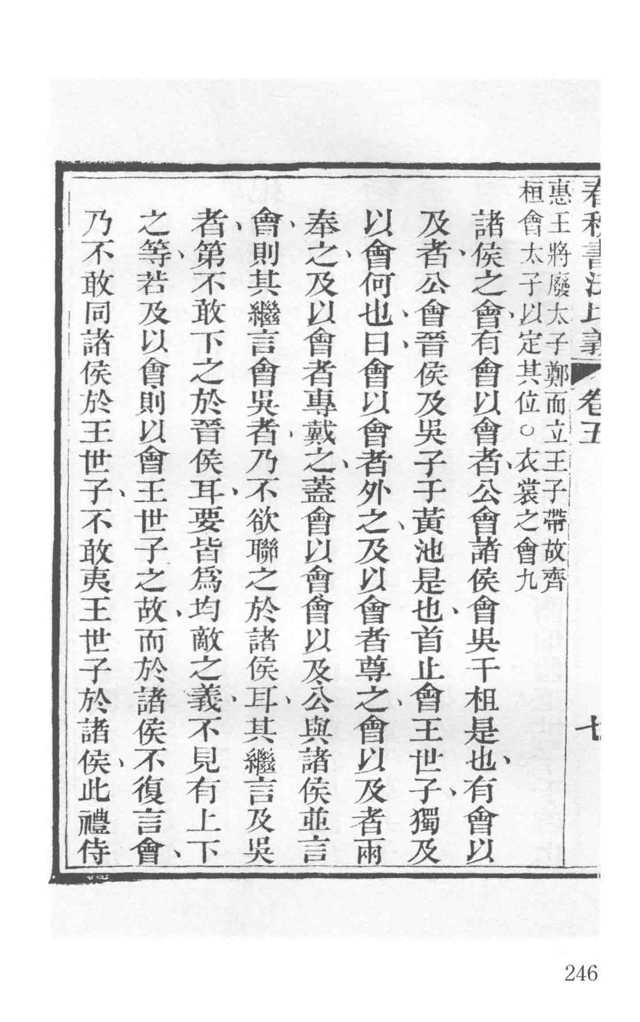 春秋書法比義 卷五 七
惠王將廢太子鄭而立王子帶故齊
桓會太子以定其位○衣裳之會九
諸侯之會有會以會者、公會諸侯會吳于柤是也、有會以
及者、公會晉侯及吳子于黃池是也、首止會王世子、獨及
以會何也、曰會以會者外之、及以會者尊之、會以及者兩
奉之、及以會者專戴之、蓋會以會會以及公與諸侯並言
會、則其繼言會吳者、乃不欲聯之於諸侯耳、其繼言及吳
者、第不敢下之於晉侯耳、要皆爲均敵之義、不見有上下
之等、若及以會則以會王世子之故、而於諸侯不復言會、
乃不敢同諸侯於王世子、不敢夷王世子於諸侯、此禮侍
246